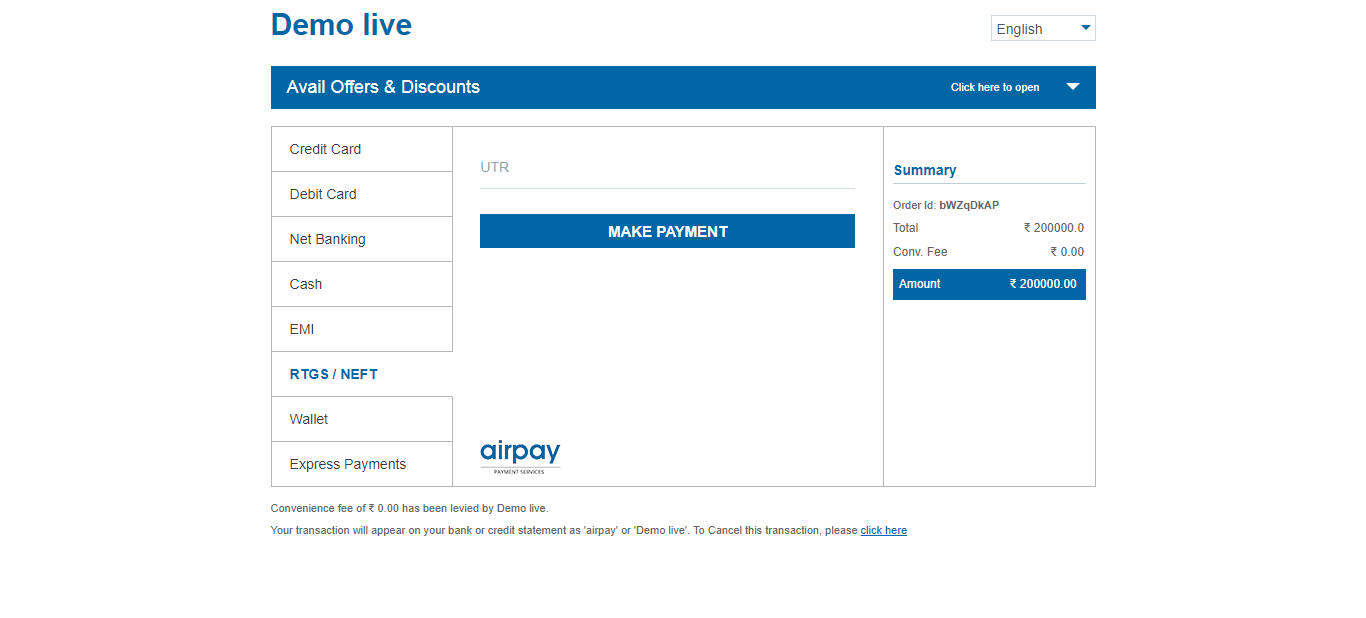 Demo live
English
Avail Offers & Discounts
Click here to open
Credit Card
Debit Card
Net Banking
Cash
EMI
RTGS / NEFT
Wallet
Express Payments
UTR
MAKE PAYMENT
airpay
PAYMENT SERVICES
Summary
Order Id: bWZqDkAP
Total ₹ 200000.0
Conv. Fee ₹ 0.00
Amount ₹ 200000.00
Convenience fee of ₹ 0.00 has been levied by Demo live.
Your transaction will appear on your bank or credit statement as 'airpay' or 'Demo live'. To Cancel this transaction, please click here